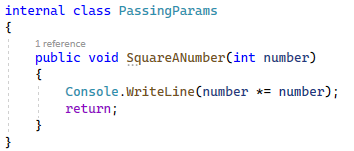 internal class PassingParams
{
1 reference
public void SquareANumber(int number)
{
Console.WriteLine(number *= number);
return;
}
}